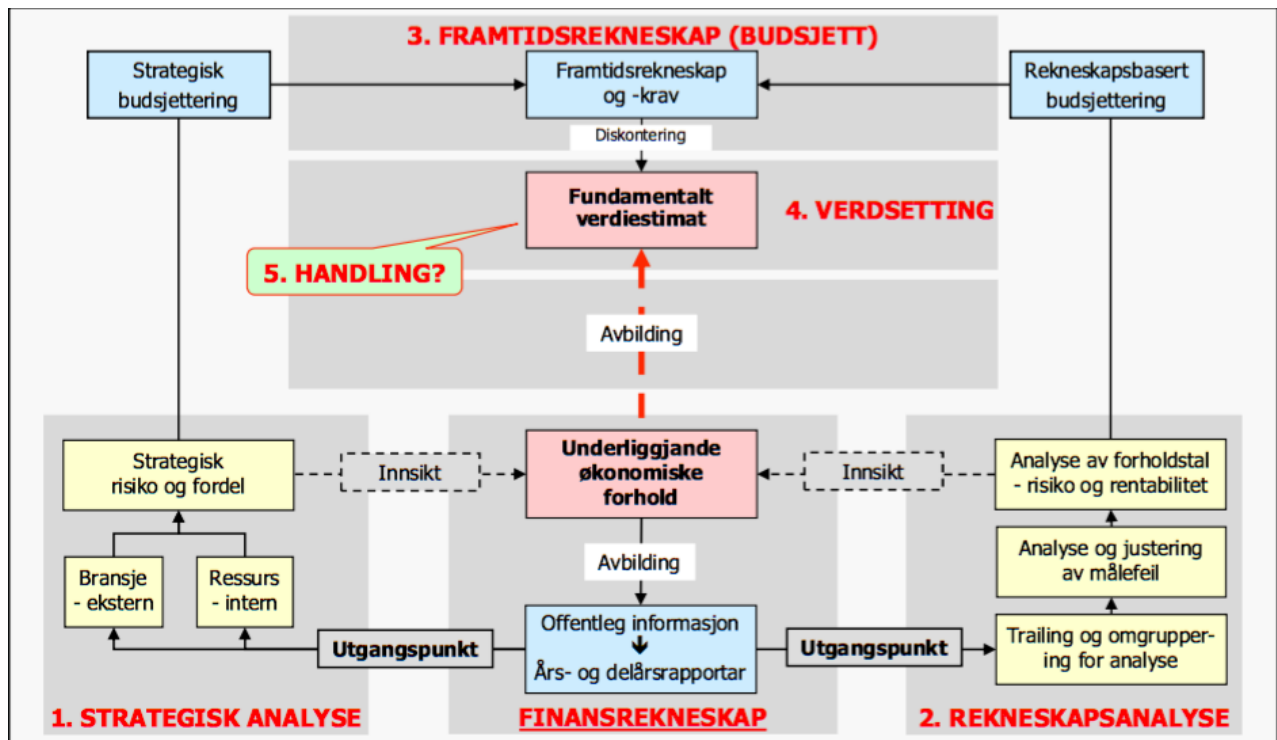 3. FRAMTIDSREKNESKAP (BUDSJETT)
Strategisk
budsjettering
Framtidsrekneskap
og -krav
Rekneskapsbasert
budsjettering
Diskontering
Fundamentalt
verdiestimat
4. VERDSETTING
5. HANDLING?
Avbilding
Strategisk
risiko og fordel
Innsikt
Underliggjande
økonomiske
forhold
Innsikt
Analyse av forholdstal
- risiko og rentabilitet
Bransje
- ekstern
Ressurs
- intern
Avbilding
Analyse og justering
av målefeil
Utgangspunkt
Offentleg informasjon
Års- og delårsrapportar
Utgangspunkt
Trailing og omgrupper-
ing for analyse
1. STRATEGISK ANALYSE
FINANSREKNESKAP
2. REKNESKAPSANALYSE